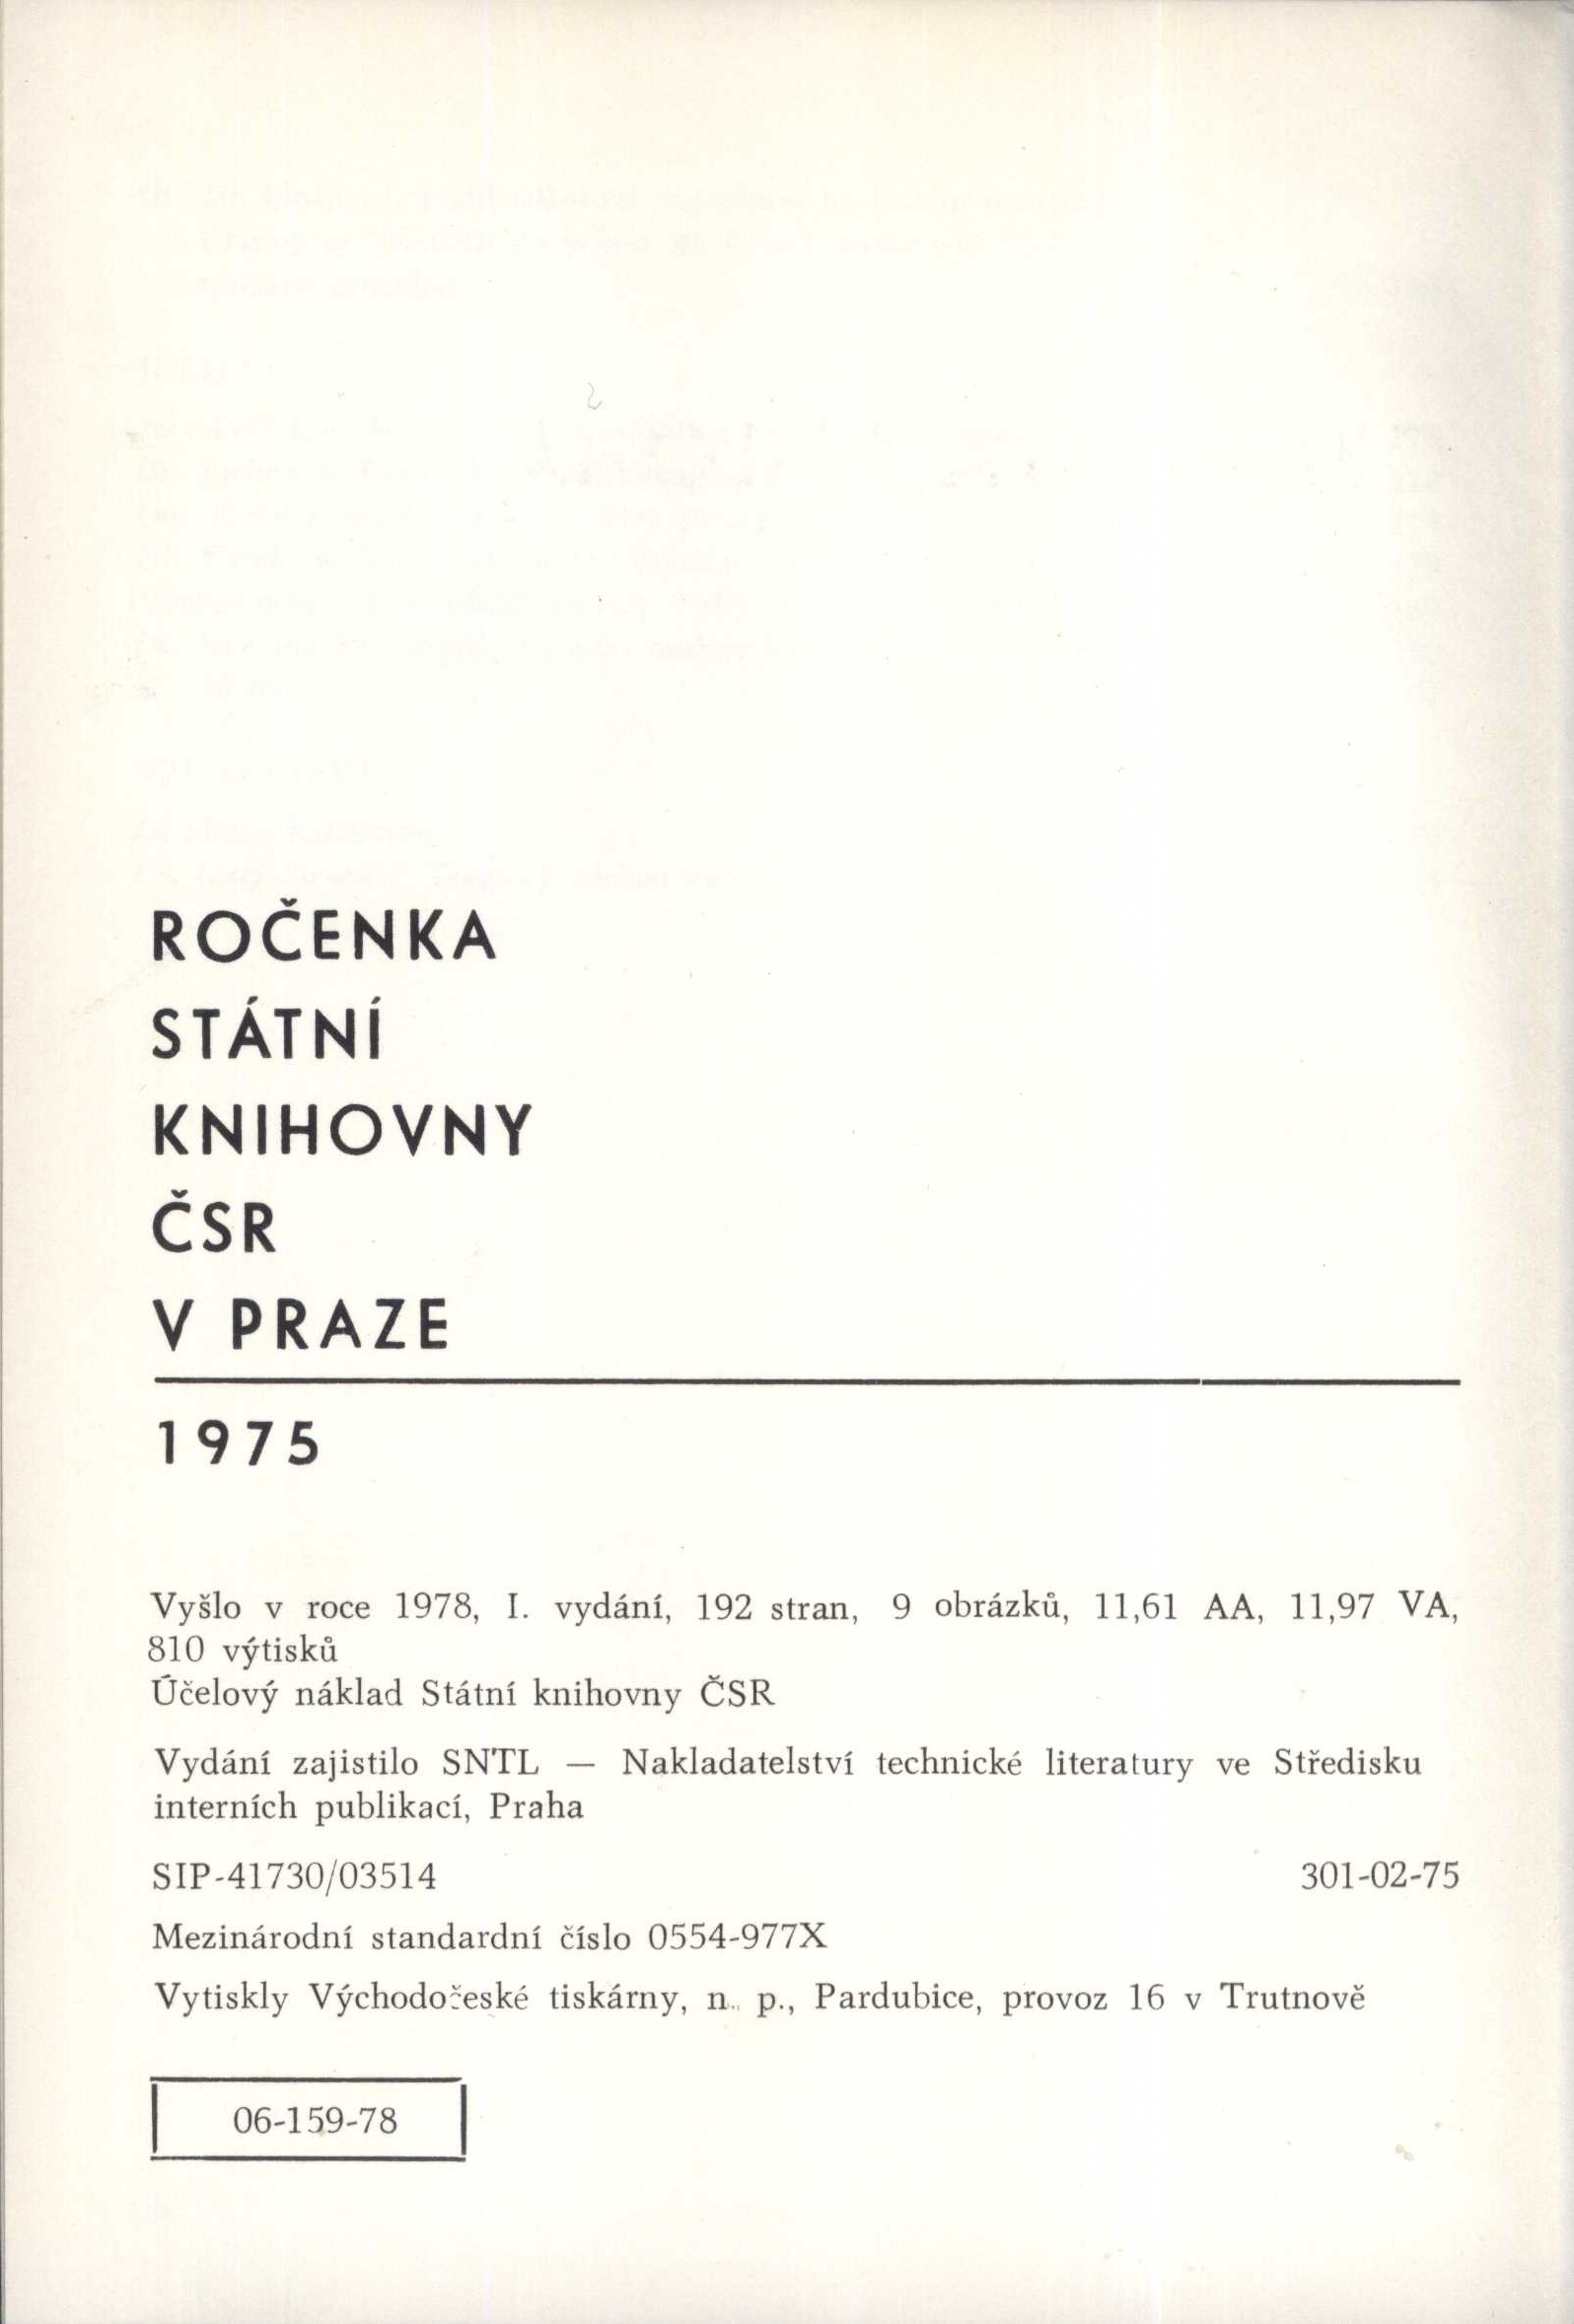 ROČENKA
STÁTNÍ
KNIHOVNY
ČSR
V PRAZE
1975
Vyšlo v roce 1978, I. vydání, 192 stran, 9 obrázků, 11,61 AA, 11,97 VA,
810 výtisků
Účelový náklad Státní knihovny ČSR
Vydání zajistilo SNTL — Nakladatelství technické literatury ve Středisku
interních publikací, Praha
SIP-41730/03514 301-02-75
Mezinárodní standardní číslo 0554-977X
Vytiskly Východočeské tiskárny, n. p., Pardubice, provoz 16 v Trutnově
06-159-78